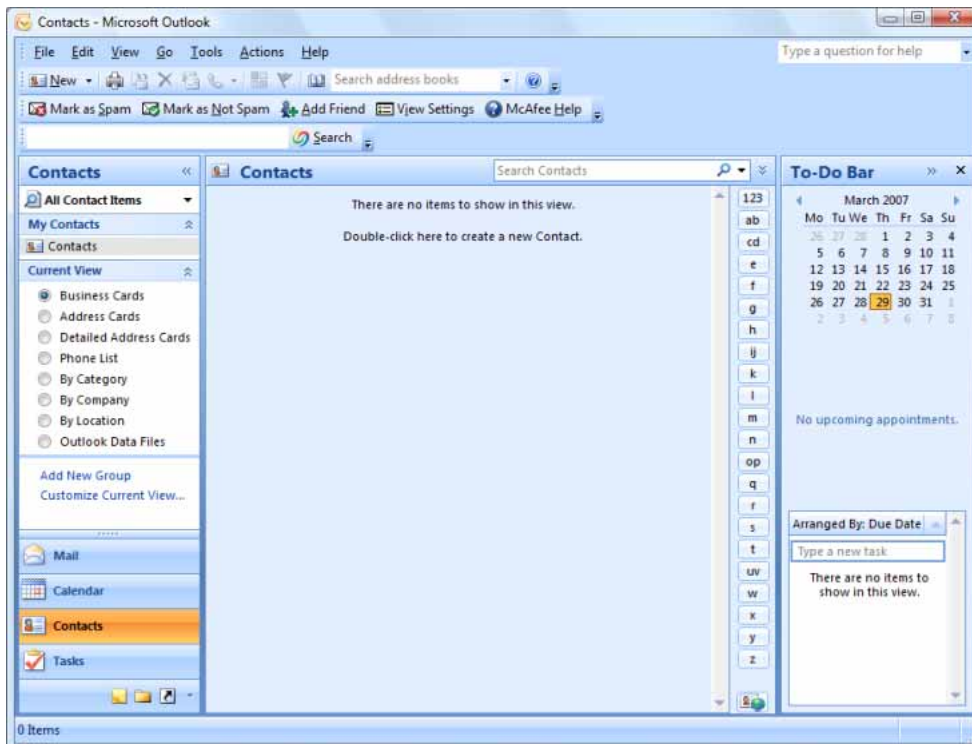 Contacts - Microsoft Outlook
File Edit View Go Tools Actions Help
Type a question for help
New
Search address books
Mark as Spam Mark as Not Spam Add Friend View Settings McAfee Help
Search
Contacts
All Contact Items
My Contacts
Contacts
Current View
Business Cards
Address Cards
Detailed Address Cards
Phone List
By Category
By Company
By Location
Outlook Data Files
Add New Group
Customize Current View...
Mail
Calendar
Contacts
Tasks
Contacts
Search Contacts
There are no items to show in this view.
Double-click here to create a new Contact.
123
ab
cd
e
f
g
h
ij
k
l
m
n
op
q
r
s
t
uv
w
x
y
z
To-Do Bar
March 2007
Mo Tu We Th Fr Sa Su
26 27 28 1 2 3 4
5 6 7 8 9 10 11
12 13 14 15 16 17 18
19 20 21 22 23 24 25
26 27 28 29 30 31 1
2 3 4 5 6 7 8
No upcoming appointments.
Arranged By: Due Date
Type a new task
There are no items to
show in this view.
0 Items